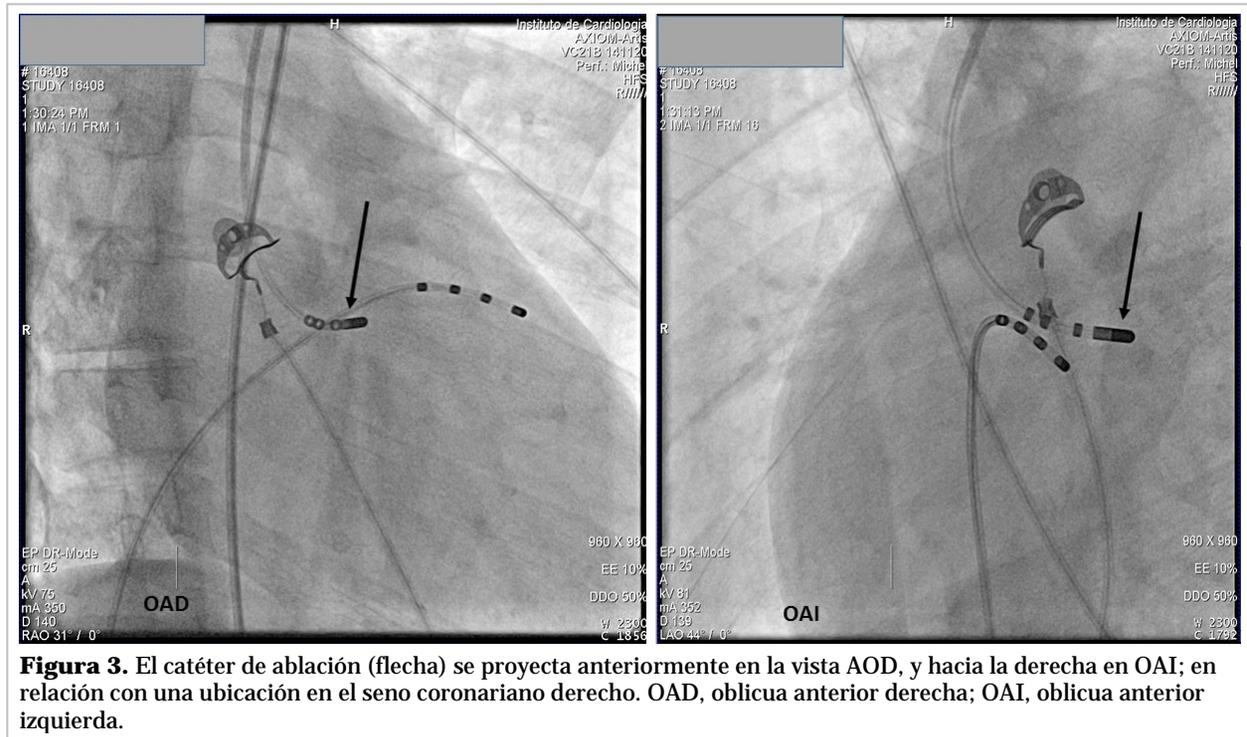 H
Instituto de Cardiologia
AXIOM-Artis
VC21B 141120
Perf.: Michel
HFS
R//////
# 16408
STUDY 16408
1
1:30:24 PM
1 IMA 1/1 FRM 1
R
EP DR-Mode
cm 25
A
kV 75
mA 350
D 140
RAO 31° / 0°
OAD
960 X 960
EE 10%
DDO 50%
W 2300
C 1856
H
Instituto de Cardiologia
AXIOM-Artis
VC21B 141120
Perf.: Michel
HFS
R//////
# 16408
STUDY 16408
1
1:31:13 PM
2 IMA 1/1 FRM 16
R
EP DR-Mode
cm 25
A
kV 81
mA 352
D 139
LAO 44° / 0°
OAI
960 X 960
EE 10%
DDO 50%
W 2300
C 1792
Figura 3. El catéter de ablación (flecha) se proyecta anteriormente en la vista AOD, y hacia la derecha en OAI; en
relación con una ubicación en el seno coronariano derecho. OAD, oblicua anterior derecha; OAI, oblicua anterior
izquierda.